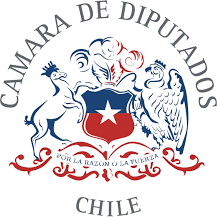 CAMARA DE DIPUTADOS
POR LA RAZON O LA FUERZA
CHILE